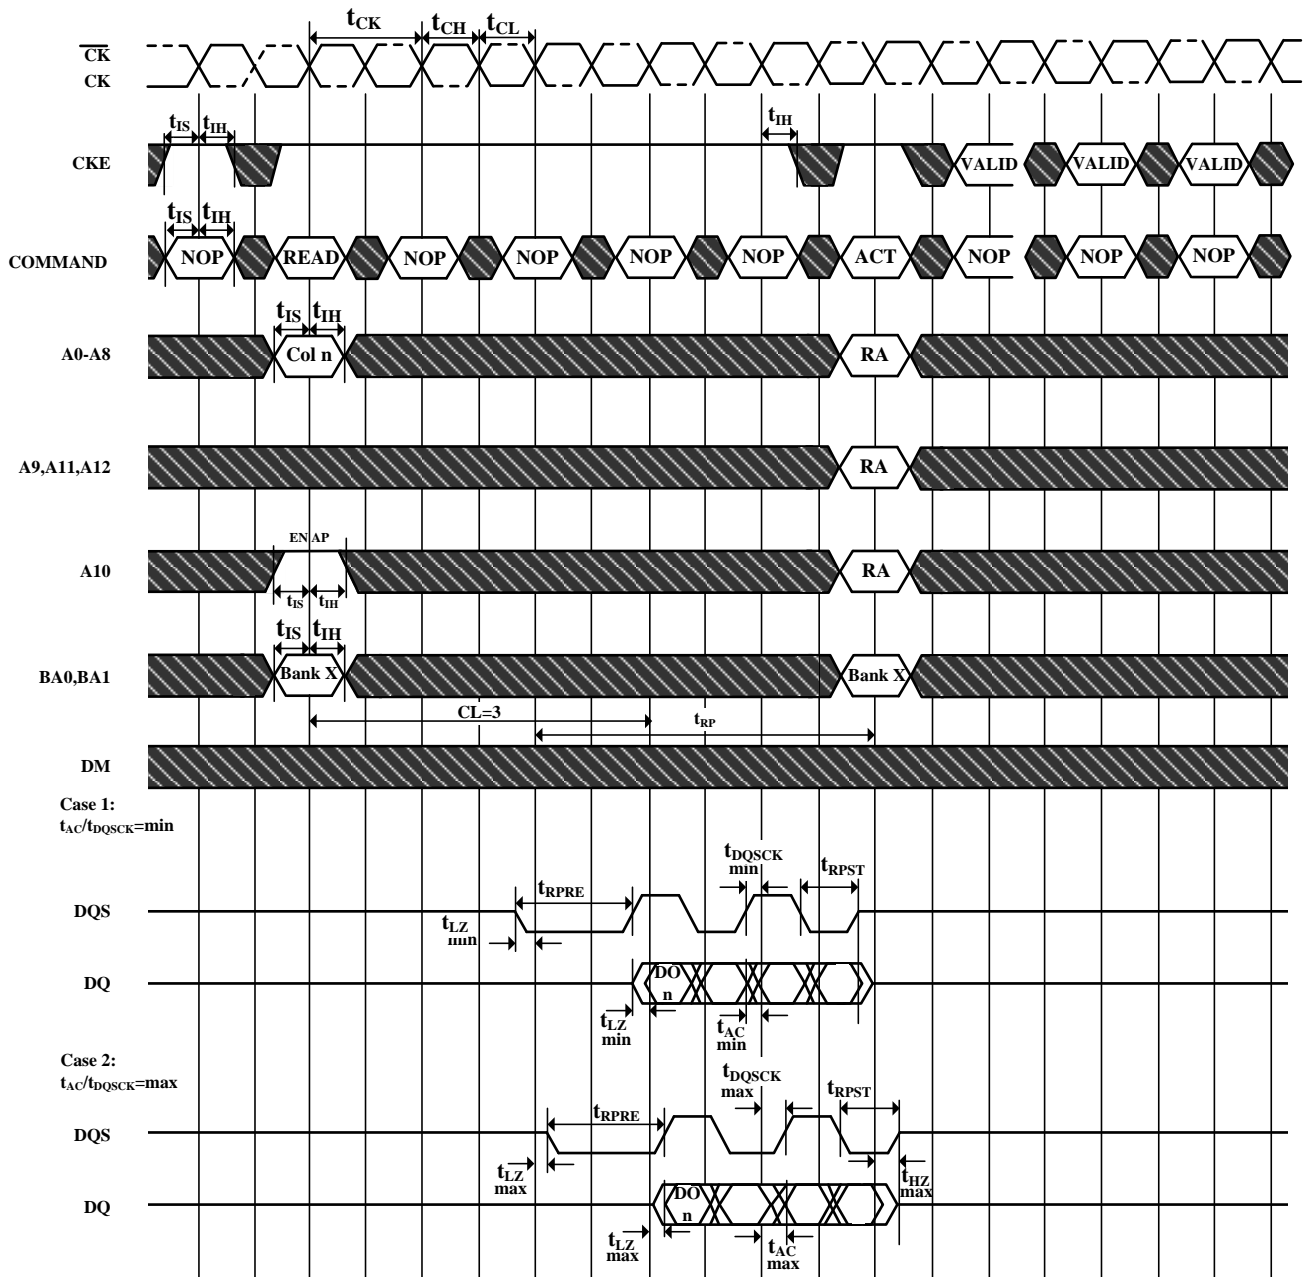 tCK tCH tCL
CK
CK
tIS tIH tIH
CKE VALID VALID VALID
tIS tIH
COMMAND NOP READ NOP NOP NOP NOP ACT NOP NOP NOP
tIS tIH
A0-A8 Col n RA
A9,A11,A12 RA
EN AP
A10 RA
tIS tIH
tIS tIH
BA0,BA1 Bank X Bank X
CL=3 tRP
DM
Case 1:
tAC/tDQSCK=min
tDQSCK
min tRPST
tRPRE
DQS
tLZ
min
DQ DO
n
tLZ
min
tAC
min
Case 2:
tAC/tDQSCK=max
tDQSCK
max tRPST
tRPRE
DQS
tLZ
max
tHZ
max
DQ DO
n
tLZ
max
tAC
max